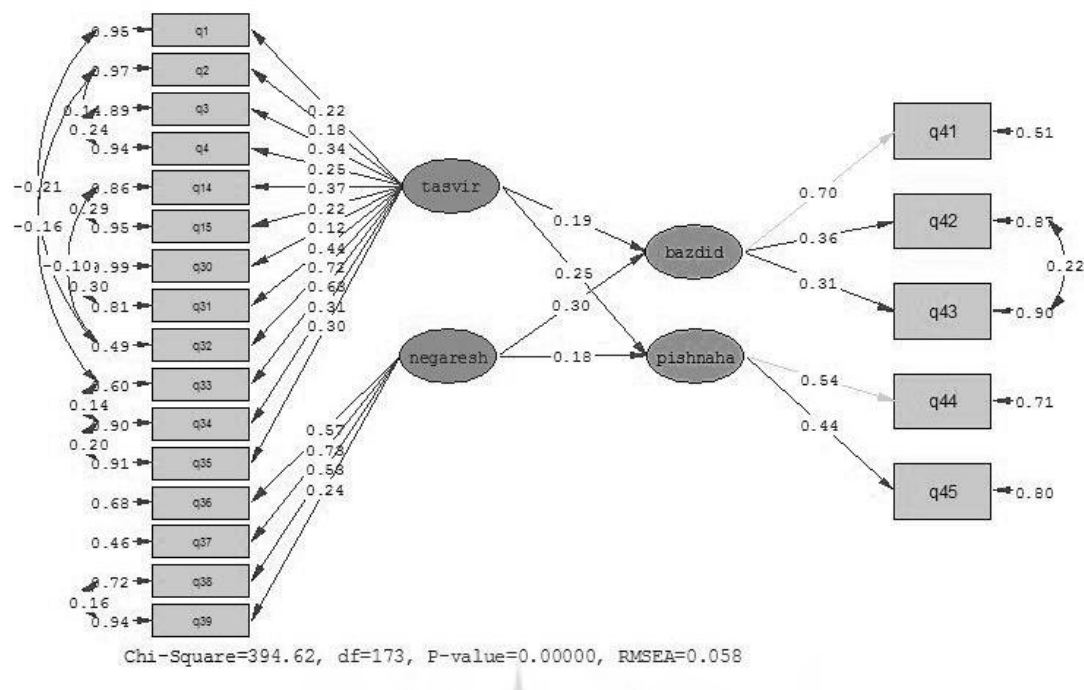 0.95 q1
0.97 q2
0.14 .89 q3
0.24
0.94 q4
-0.21 0.86 q14
0.29
-0.16 0.95 q15
-0.10 0.99 q30
0.30
0.81 q31
0.49 q32
0.60 q33
0.14
0.90 q34
0.20
0.91 q35
0.68 q36
0.46 q37
0.72 q38
0.16
0.94 q39
0.22
0.18
0.34
0.25
0.37
0.22
0.12
0.44
0.72
0.31
0.30
tasvir
negaresh
0.57
0.24
0.19
0.25
0.30
0.18
bazdid
pishnaha
0.70
0.36
0.31
0.54
0.44
q41 0.51
q42 0.87
0.22
q43 0.90
q44 0.71
q45 0.80
Chi-Square=394.62, df=173, P-value=0.00000, RMSEA=0.058